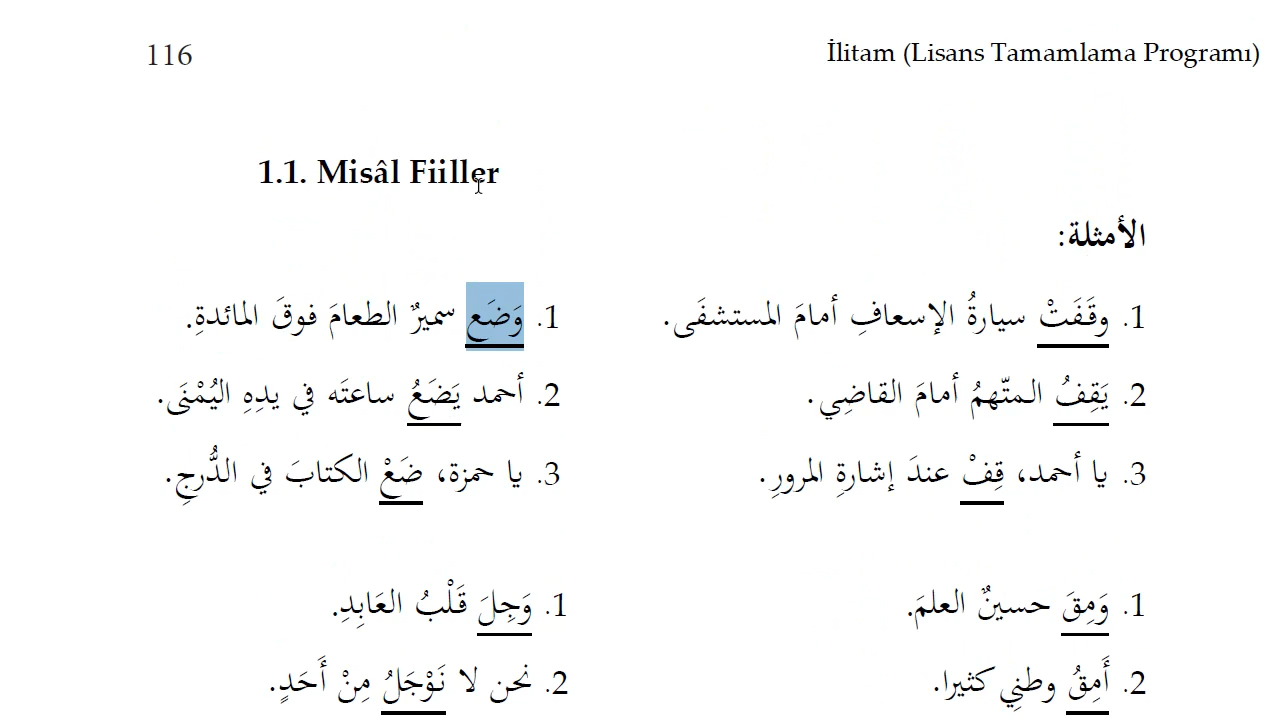 116
İlitam (Lisans Tamamlama Programı)
1.1. Misâl Fiiller
الأمثلة:
1. وقَفَتْ سيارةُ الإسعافِ أمامَ المستشفَى.
1. وَضَع سميرٌ الطعامَ فوقَ المائدةِ.
2. يَقِفُ المتّهمُ أمامَ القاضِي.
2. أحمد يَضَعُ ساعتَه في يدِهِ اليُمْنَى.
3. يا أحمد، قِفْ عندَ إشارةِ المرورِ.
3. يا حمزة، ضَعْ الكتابَ في الدُّرجِ.
1. وَمِقَ حسينٌ العلمَ.
1. وَجِلَ قَلْبُ العَابِدِ.
2. أَمِقُ وطنِي كثيرا.
2. نحن لا نَوْجَلُ مِنْ أَحَدٍ.